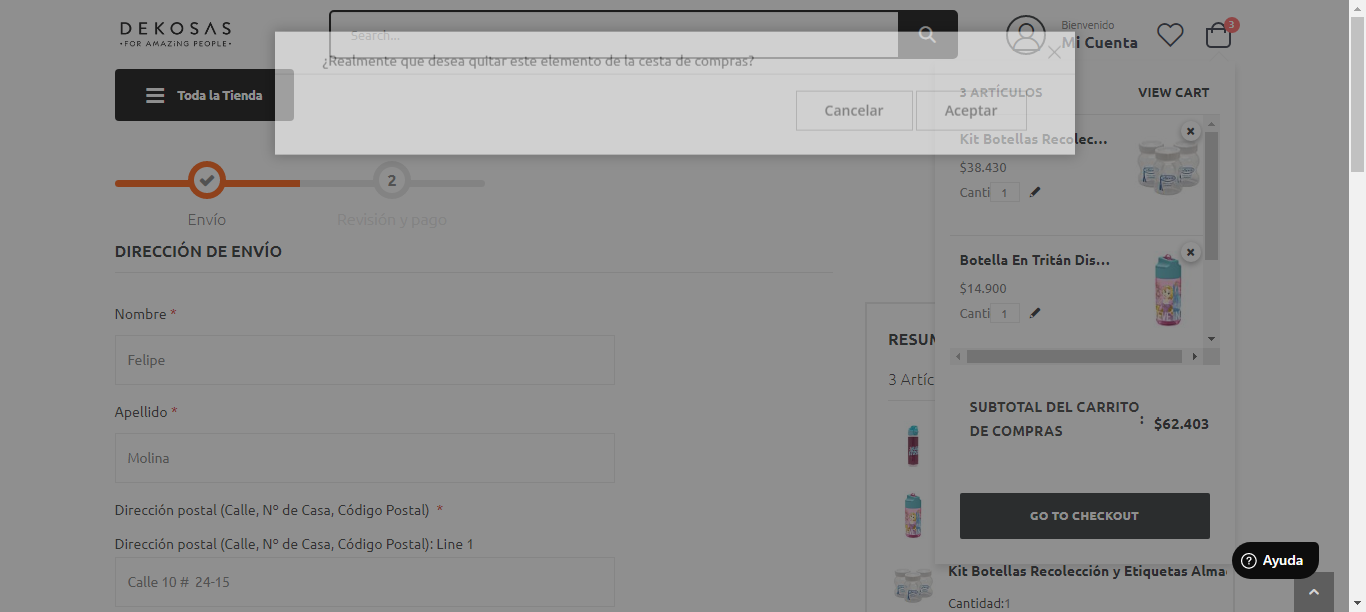 DEKOSAS
•FOR AMAZING PEOPLE•
Search...
Bienvenido
Mi Cuenta
3
¿Realmente que desea quitar este elemento de la cesta de compras?
Cancelar
Aceptar
Toda la Tienda
3 ARTÍCULOS
VIEW CART
Kit Botellas Recolec...
$38.430
Canti 1
Botella En Tritán Dis...
$14.900
Canti 1
SUBTOTAL DEL CARRITO
DE COMPRAS
: $62.403
GO TO CHECKOUT
2
Envío
Revisión y pago
DIRECCIÓN DE ENVÍO
Nombre *
Felipe
Apellido *
Molina
Dirección postal (Calle, Nº de Casa, Código Postal) *
Dirección postal (Calle, Nº de Casa, Código Postal): Line 1
Calle 10 # 24-15
RESUM
3 Artíc
Kit Botellas Recolección y Etiquetas Alma
Cantidad:1
Ayuda